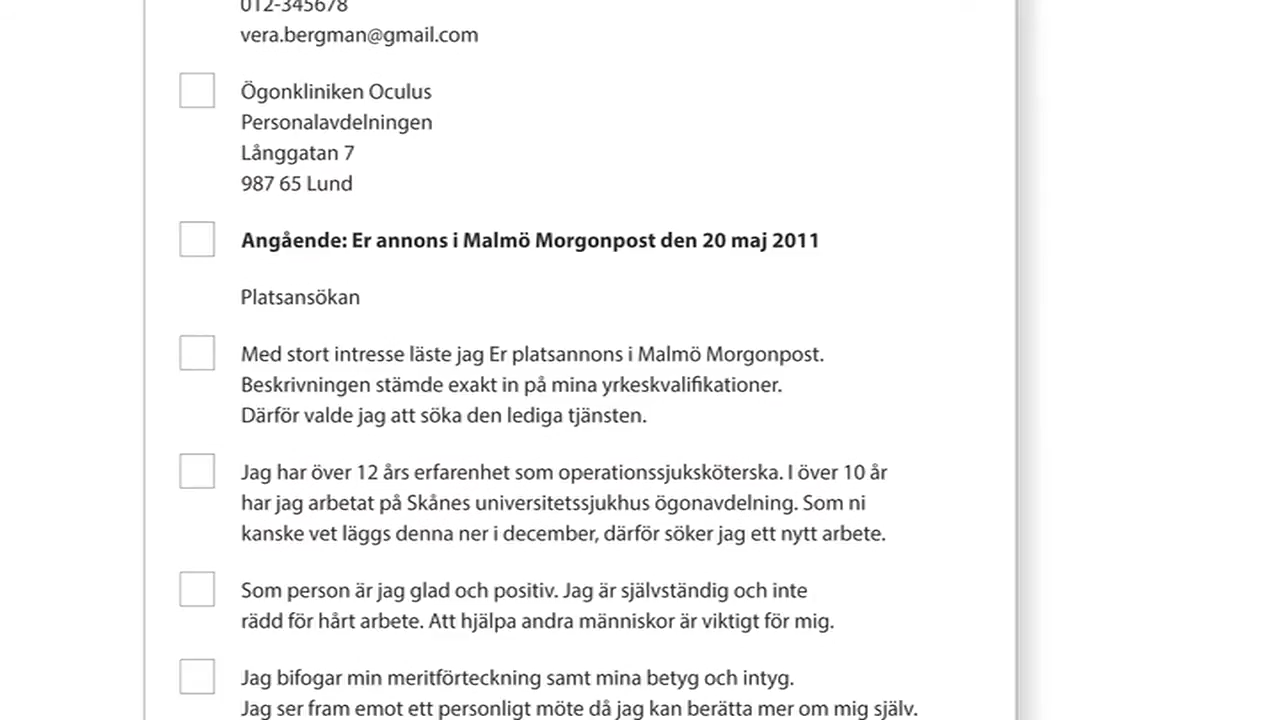 012-345678
vera.bergman@gmail.com
Ögonkliniken Oculus
Personalavdelningen
Långgatan 7
987 65 Lund
Angående: Er annons i Malmö Morgonpost den 20 maj 2011
Platsansökan
Med stort intresse läste jag Er platsannons i Malmö Morgonpost.
Beskrivningen stämde exakt in på mina yrkeskvalifikationer.
Därför valde jag att söka den lediga tjänsten.
Jag har över 12 års erfarenhet som operationssjuksköterska. I över 10 år
har jag arbetat på Skånes universitetssjukhus ögonavdelning. Som ni
kanske vet läggs denna ner i december, därför söker jag ett nytt arbete.
Som person är jag glad och positiv. Jag är självständig och inte
rädd för hårt arbete. Att hjälpa andra människor är viktigt för mig.
Jag bifogar min meritförteckning samt mina betyg och intyg.
Jag ser fram emot ett personligt möte då jag kan berätta mer om mig själv.